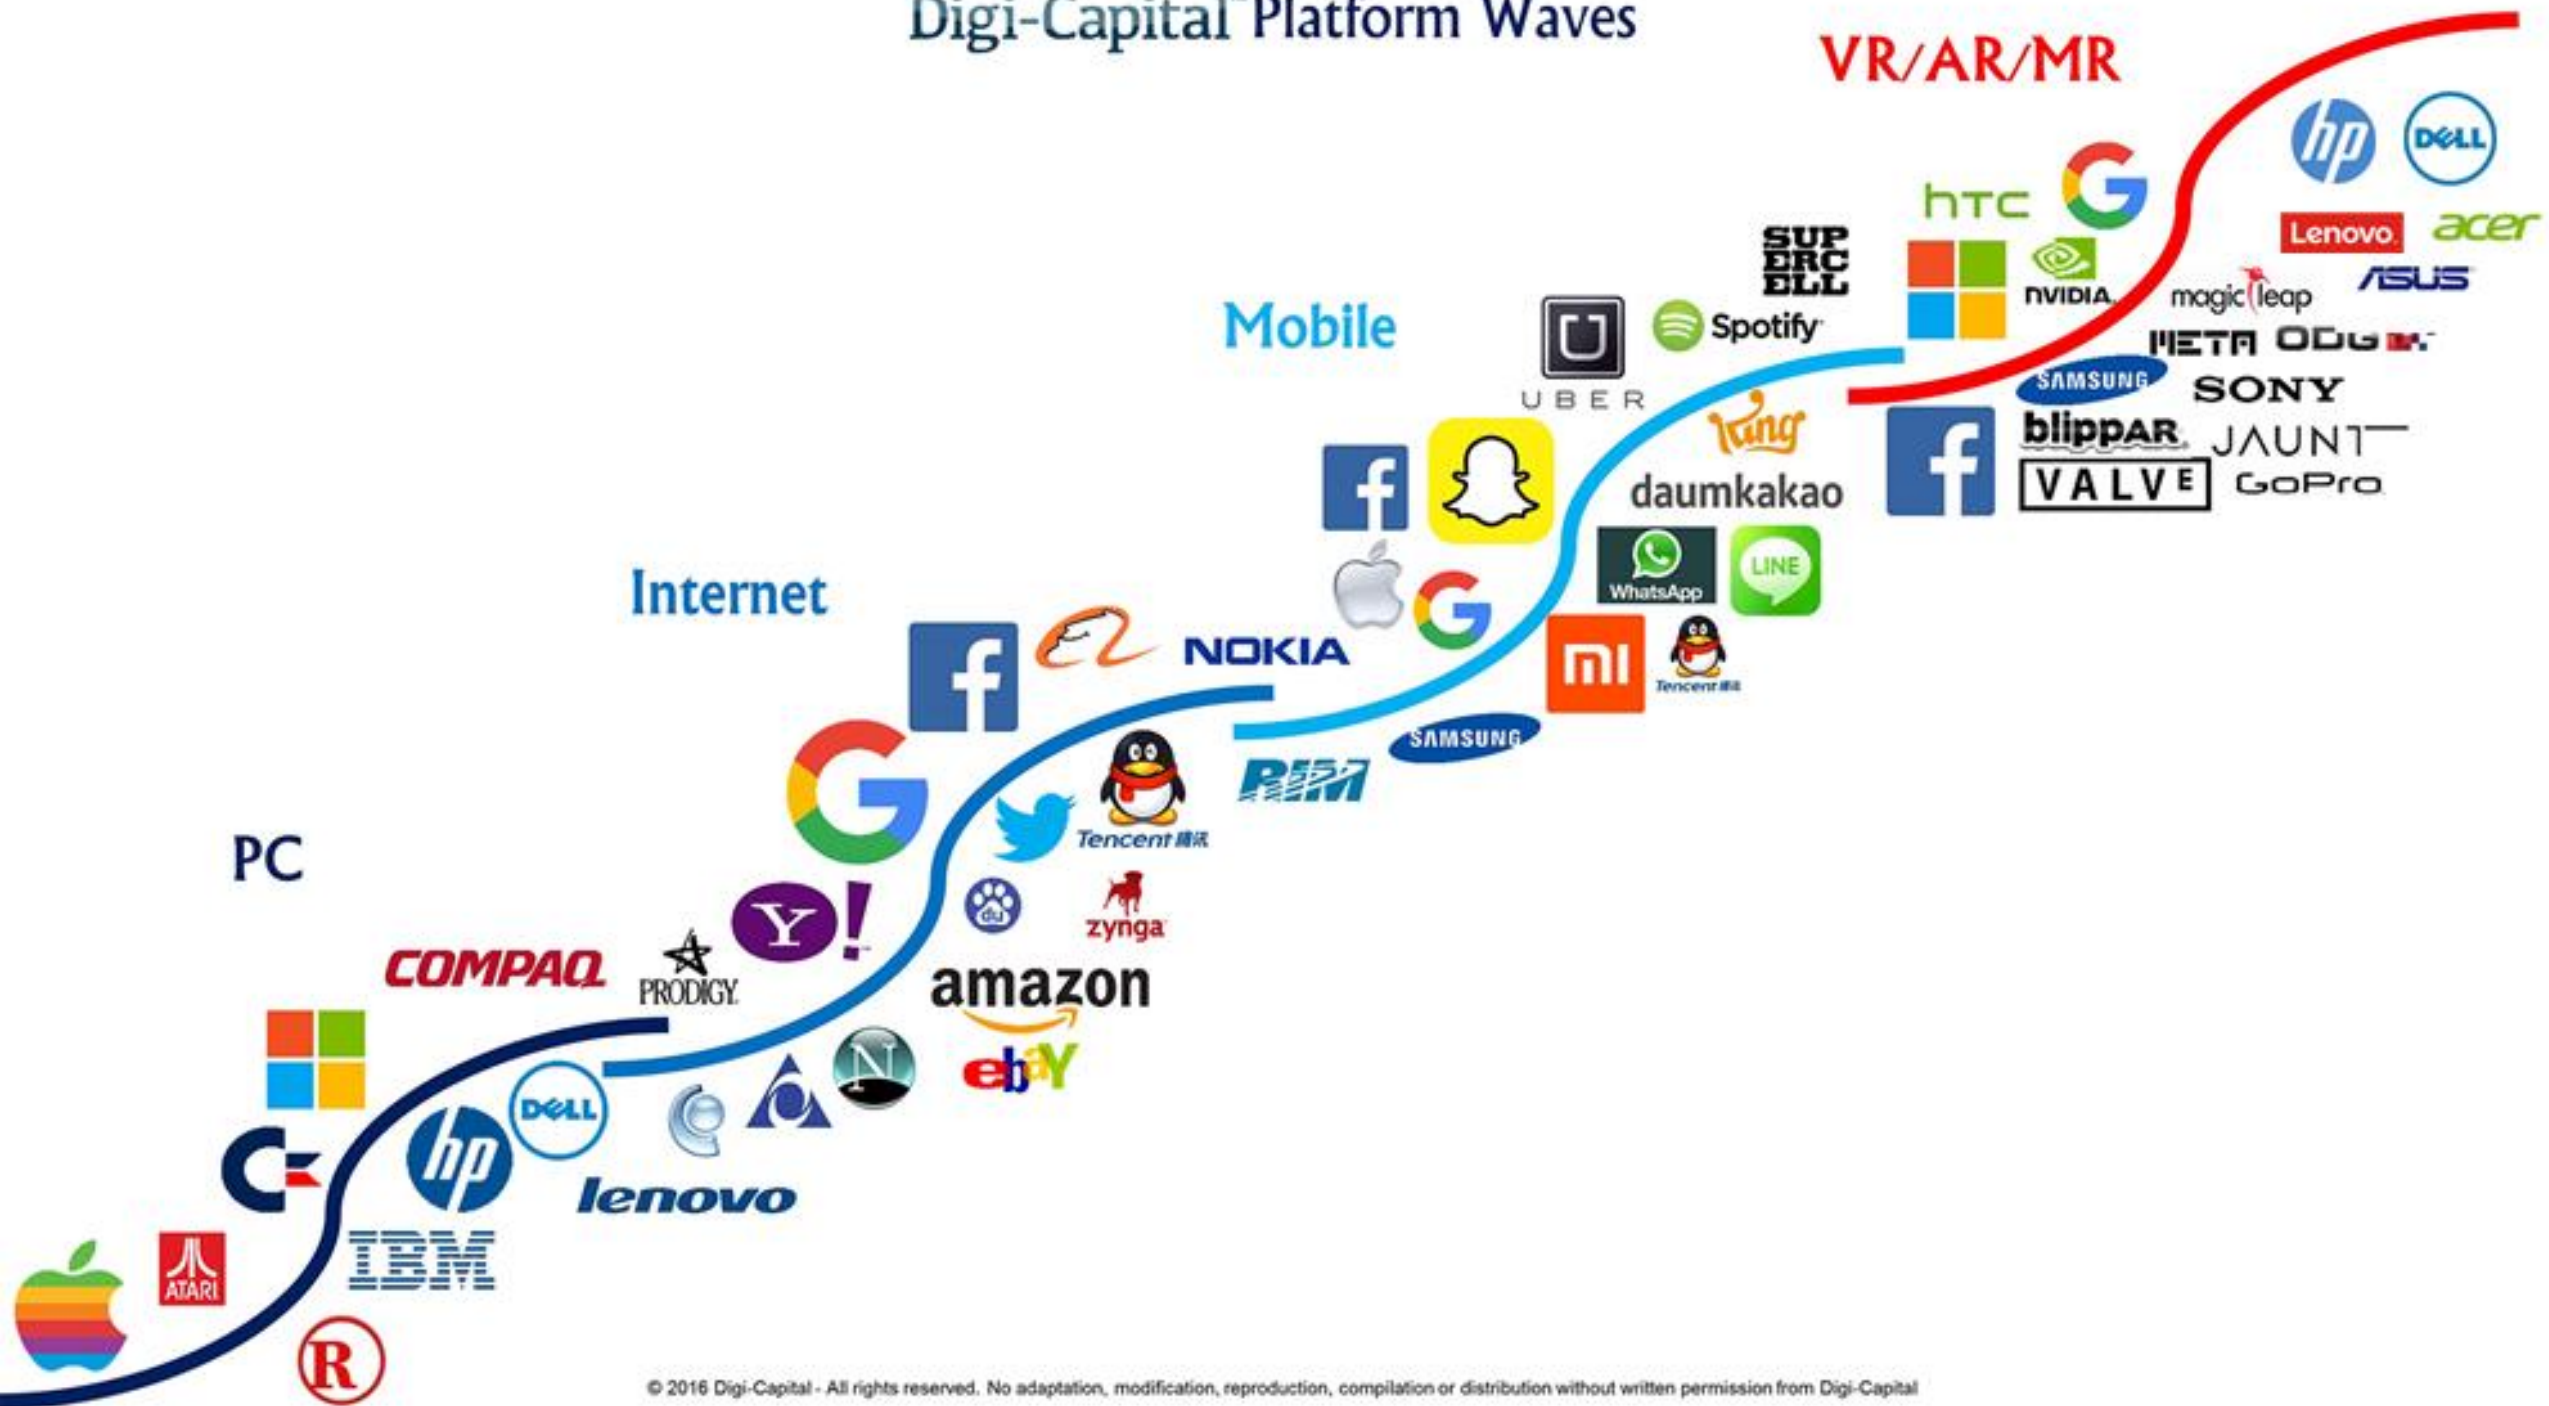 Digi-Capital Platform Waves
VR/AR/MR
hp
DELL
hTC
G
Lenovo
acer
SUP
ERC
ELL
nVIDIA
magic leap
ASUS
Mobile
U
UBER
Spotify
META
ODG
SAMSUNG
SONY
King
f
blippAR
JAUNT
VALVE
GoPro
f
daumkakao
WhatsApp
LINE
Internet
G
NOKIA
mi
Tencent
f
SAMSUNG
RIM
G
Tencent 腾讯
PC
Y!
du
zynga
COMPAQ
PRODIGY
amazon
N
ebaY
DELL
hp
C
lenovo
ATARI
IBM
R
© 2016 Digi-Capital - All rights reserved. No adaptation, modification, reproduction, compilation or distribution without written permission from Digi-Capital